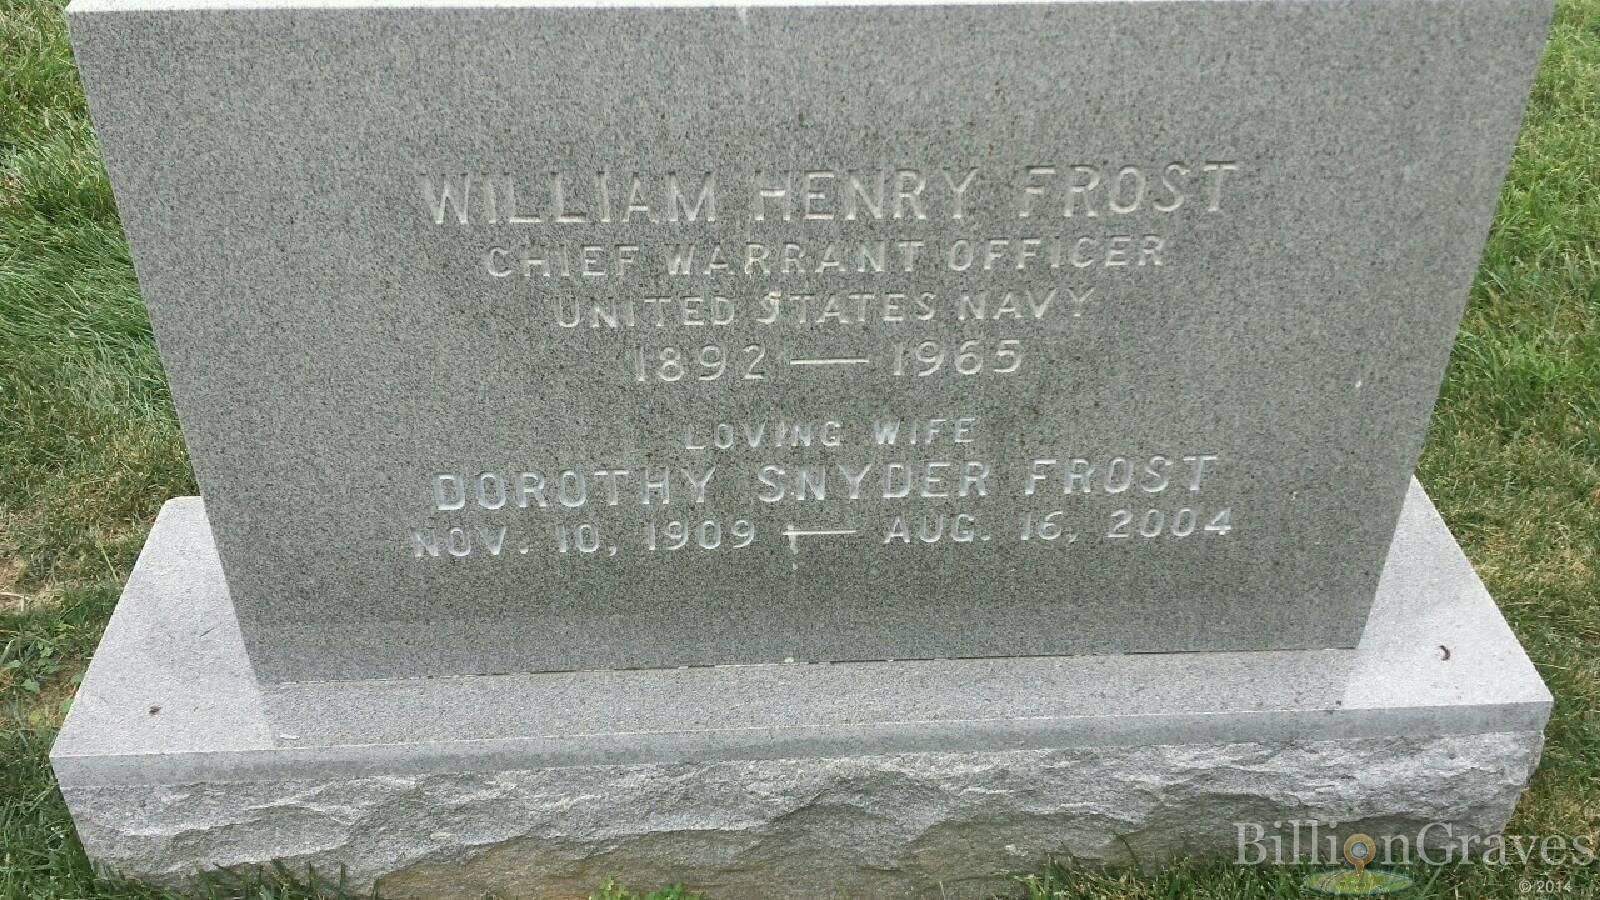 WILLIAM HENRY FROST
CHIEF WARRANT OFFICER
UNITED STATES NAVY
1892 — 1965
LOVING WIFE
DOROTHY SNYDER FROST
NOV. 10, 1909 — AUG. 16, 2004
BillionGraves
© 2014